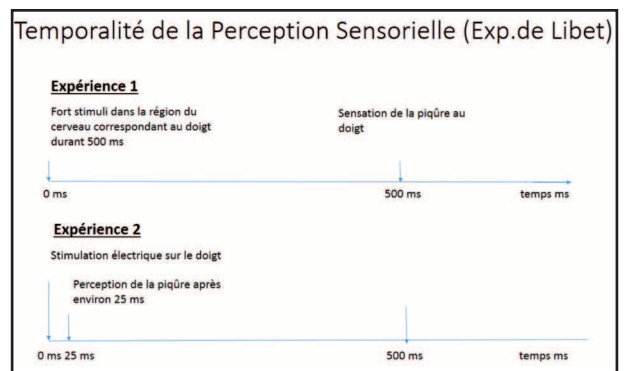 Temporalité de la Perception Sensorielle (Exp.de Libet)
Expérience 1
Fort stimuli dans la région du
cerveau correspondant au doigt
durant 500 ms
Sensation de la piqûre au
doigt
0 ms
500 ms
temps ms
Expérience 2
Stimulation électrique sur le doigt
Perception de la piqûre après
environ 25 ms
0 ms 25 ms
500 ms
temps ms